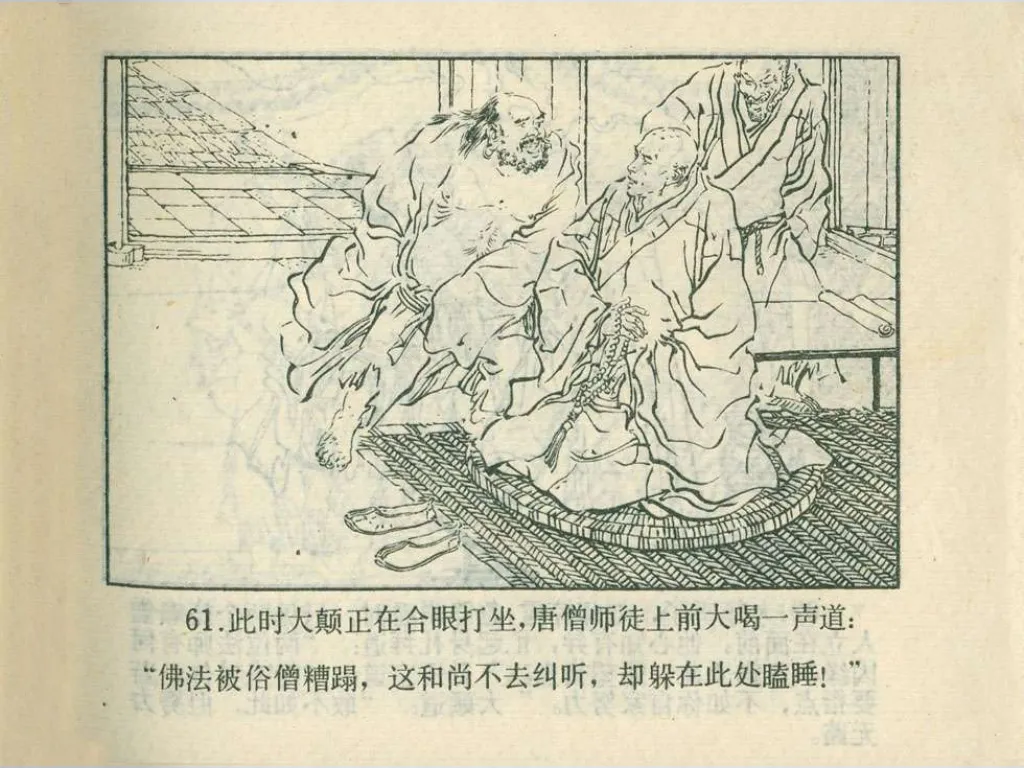 61.此时大颠正在合眼打坐,唐僧师徒上前大喝一声道:
“佛法被俗僧糟蹋，这和尚不去纠听，却躲在此处瞌睡！”